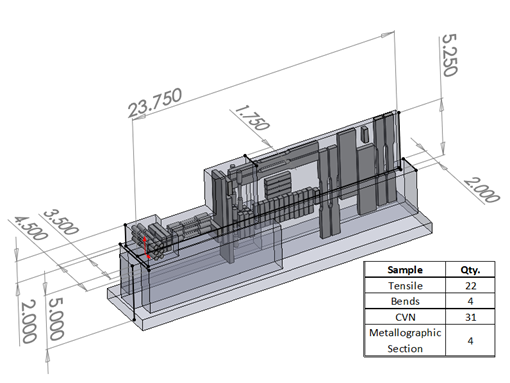 23.750
1.750
5.250
2.000
3.500
4.500
5.000
2.000
Sample Qty.
Tensile 22
Bends 4
CVN 31
Metallographic
Section 4